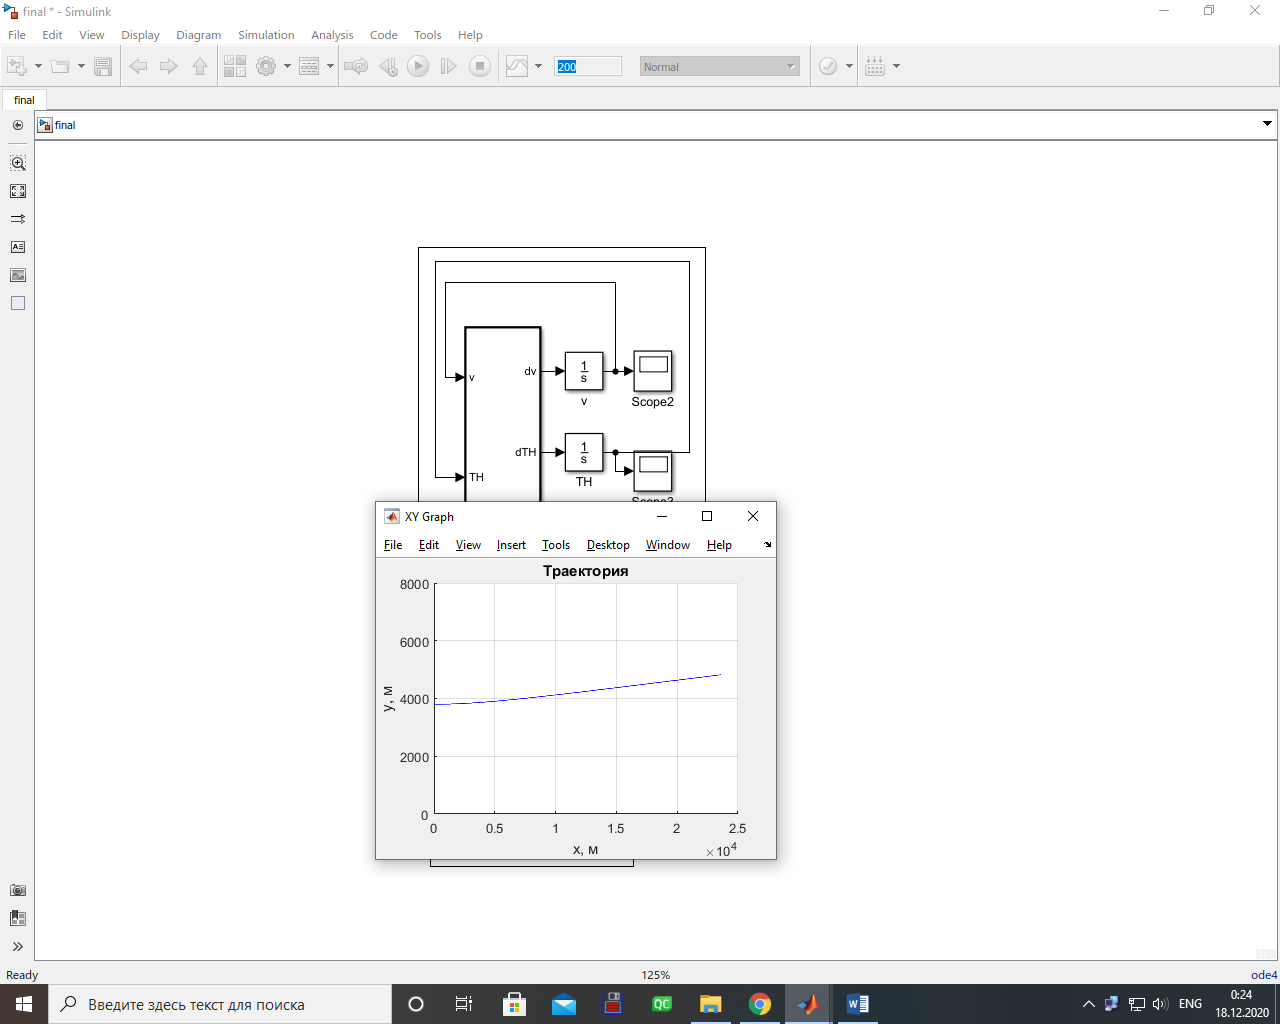 final * - Simulink
File Edit View Display Diagram Simulation Analysis Code Tools Help
200 Normal
final
final
v
dv
1
s
v
Scope2
dTH
1
s
TH
TH
XY Graph
File Edit View Insert Tools Desktop Window Help
Траектория
8000
6000
4000
2000
0
y, м
0 0.5 1 1.5 2 2.5
x, м
×10^4
Ready 125% ode4
Введите здесь текст для поиска
QC
ENG
0:24
18.12.2020